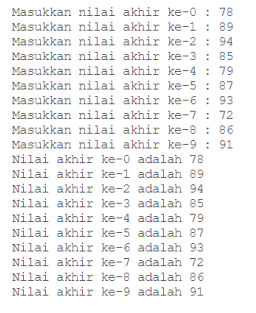 Masukkan nilai akhir ke-0 : 78
Masukkan nilai akhir ke-1 : 89
Masukkan nilai akhir ke-2 : 94
Masukkan nilai akhir ke-3 : 85
Masukkan nilai akhir ke-4 : 79
Masukkan nilai akhir ke-5 : 87
Masukkan nilai akhir ke-6 : 93
Masukkan nilai akhir ke-7 : 72
Masukkan nilai akhir ke-8 : 86
Masukkan nilai akhir ke-9 : 91
Nilai akhir ke-0 adalah 78
Nilai akhir ke-1 adalah 89
Nilai akhir ke-2 adalah 94
Nilai akhir ke-3 adalah 85
Nilai akhir ke-4 adalah 79
Nilai akhir ke-5 adalah 87
Nilai akhir ke-6 adalah 93
Nilai akhir ke-7 adalah 72
Nilai akhir ke-8 adalah 86
Nilai akhir ke-9 adalah 91